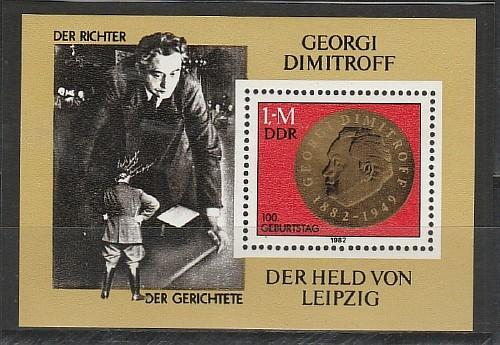 DER RICHTER
DER GERICHTETE
GEORGI
DIMITROFF
1,-M
DDR
GEORGI DIMITROFF
1882-1949
100.
GEBURTSTAG
1982
DER HELD VON
LEIPZIG